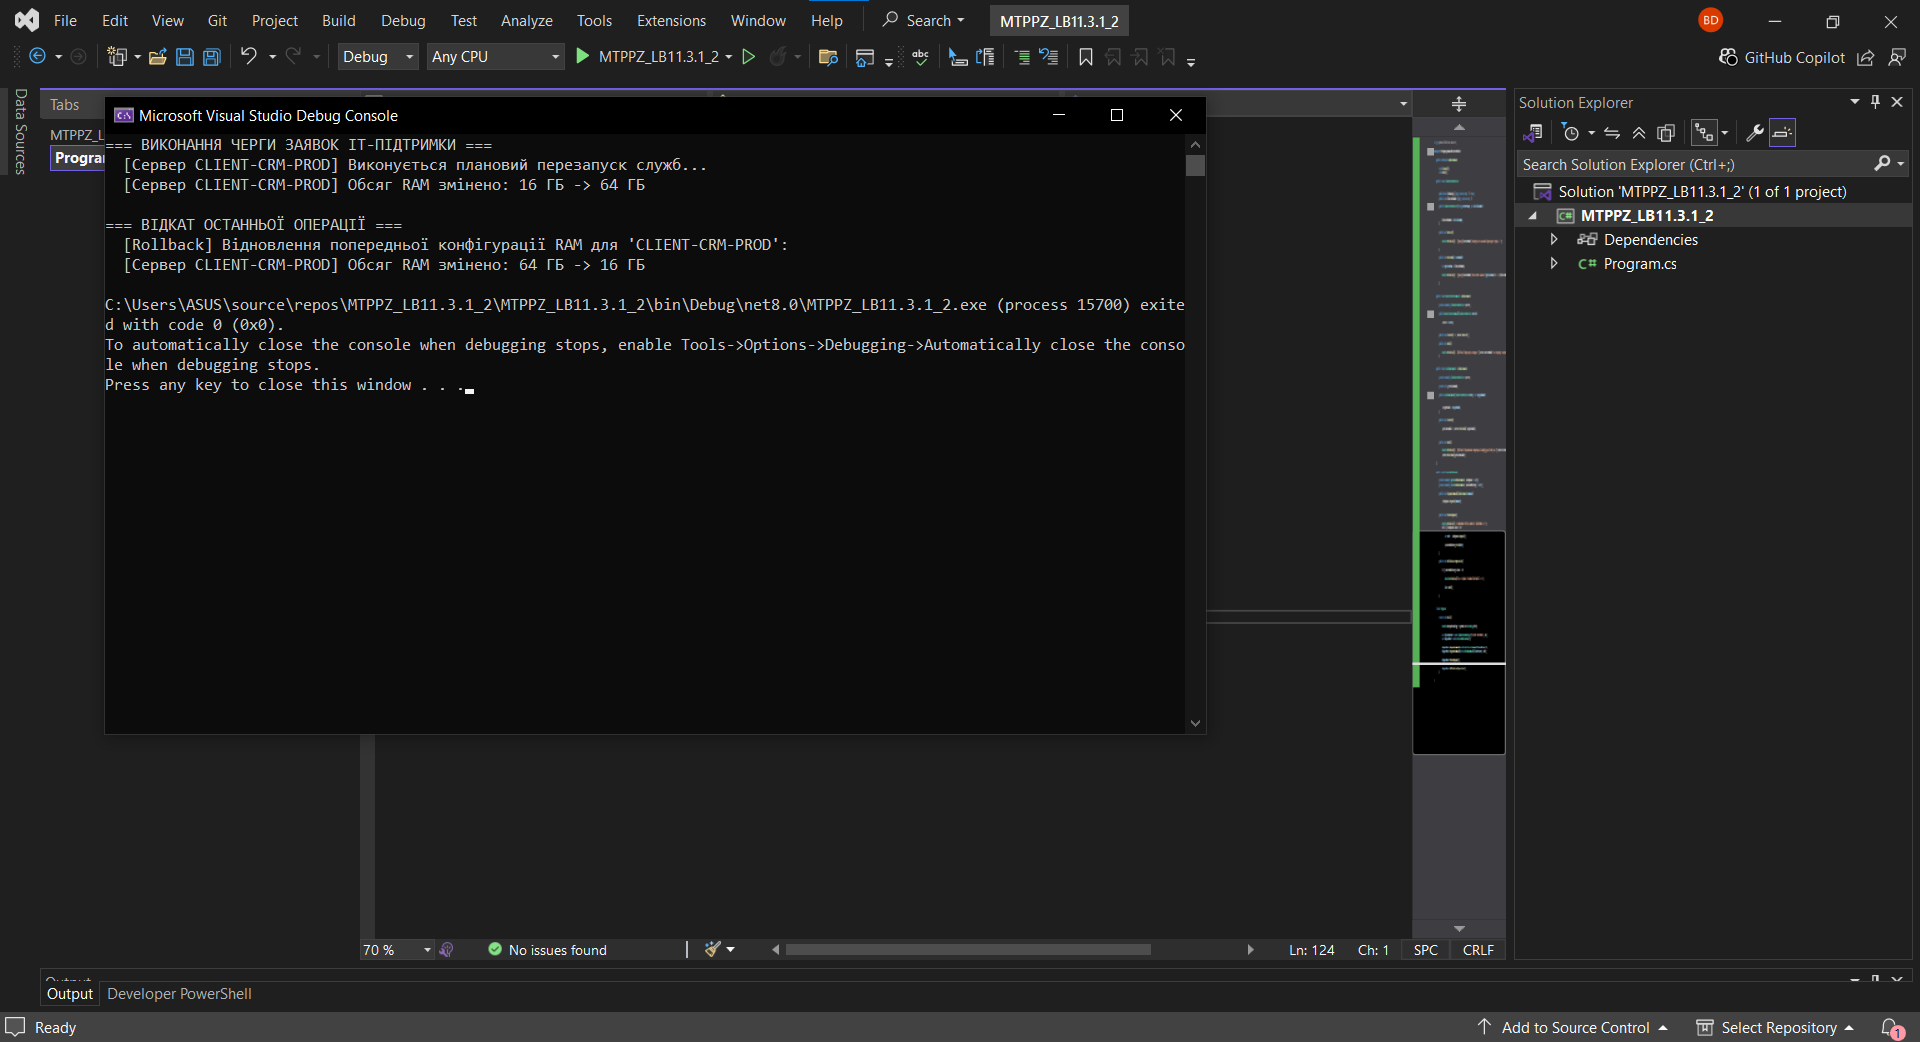 File Edit View Git Project Build Debug Test Analyze Tools Extensions Window Help Search MTPPZ_LB11.3.1_2 BD
Debug Any CPU MTPPZ_LB11.3.1_2 abc GitHub Copilot
Data Sources
Tabs
MTPPZ_L
Progra
Microsoft Visual Studio Debug Console
=== ВИКОНАННЯ ЧЕРГИ ЗАЯВОК ІТ-ПІДТРИМКИ ===
[Сервер CLIENT-CRM-PROD] Виконується плановий перезапуск служб...
[Сервер CLIENT-CRM-PROD] Обсяг RAM змінено: 16 ГБ -> 64 ГБ
=== ВІДКАТ ОСТАННЬОЇ ОПЕРАЦІЇ ===
[Rollback] Відновлення попередньої конфігурації RAM для 'CLIENT-CRM-PROD':
[Сервер CLIENT-CRM-PROD] Обсяг RAM змінено: 64 ГБ -> 16 ГБ
C:\Users\ASUS\source\repos\MTPPZ_LB11.3.1_2\MTPPZ_LB11.3.1_2\bin\Debug\net8.0\MTPPZ_LB11.3.1_2.exe (process 15700) exite
d with code 0 (0x0).
To automatically close the console when debugging stops, enable Tools->Options->Debugging->Automatically close the conso
le when debugging stops.
Press any key to close this window . . .
Solution Explorer
Search Solution Explorer (Ctrl+;)
Solution 'MTPPZ_LB11.3.1_2' (1 of 1 project)
C# MTPPZ_LB11.3.1_2
Dependencies
C# Program.cs
70 % No issues found Ln: 124 Ch: 1 SPC CRLF
Output
Output Developer PowerShell
Ready Add to Source Control Select Repository 1